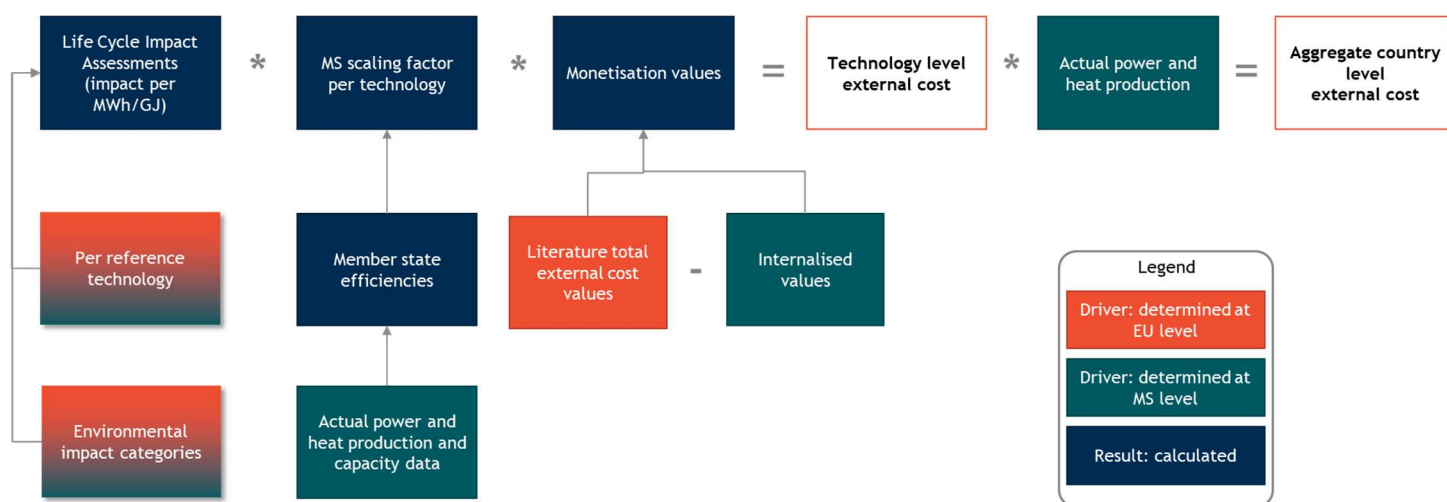 Life Cycle Impact
Assessments
(impact per
MWh/GJ)
*
MS scaling factor
per technology
*
Monetisation values
=
Technology level
external cost
*
Actual power and
heat production
=
Aggregate country
level
external cost
Per reference
technology
Member state
efficiencies
Literature total
external cost
values
-
Internalised
values
Environmental
impact categories
Actual power and
heat production and
capacity data
Legend
Driver: determined at
EU level
Driver: determined at
MS level
Result: calculated